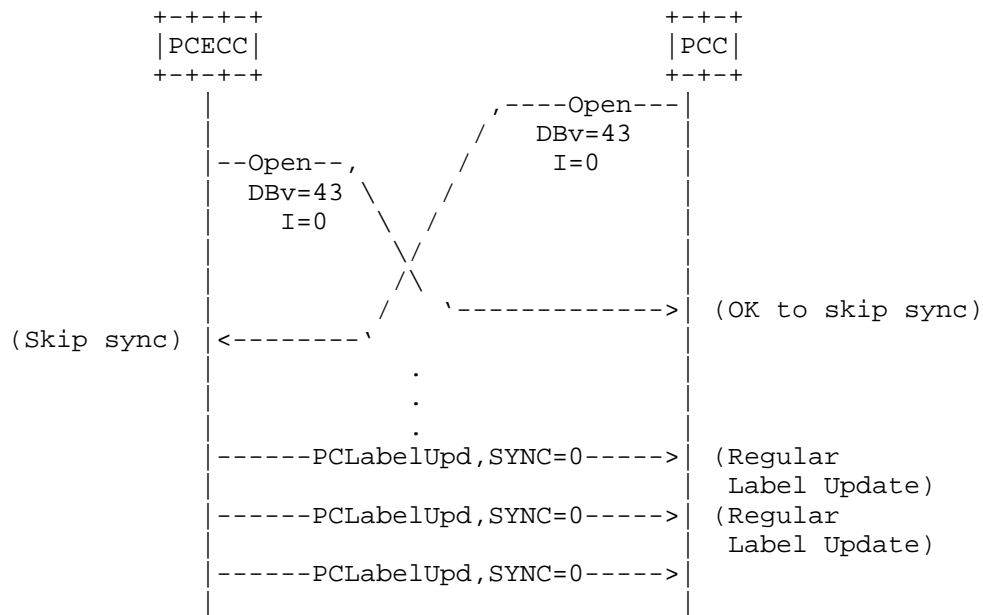 +-+-+-+                        +-+-+
|PCECC|                        |PCC|
+-+-+-+                        +-+-+
,----Open---
DBv=43
--Open--,
I=0
DBv=43
I=0
‘------------->| (OK to skip sync)
(Skip sync) |<--------‘
.
.
.
|------PCLabelUpd,SYNC=0----->| (Regular
Label Update)
|------PCLabelUpd,SYNC=0----->| (Regular
Label Update)
|------PCLabelUpd,SYNC=0----->|